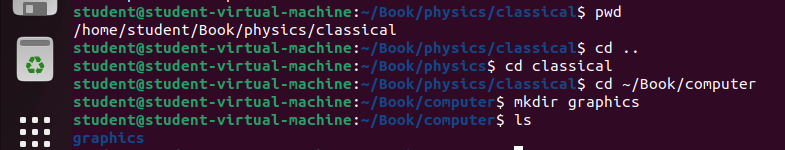 student@student-virtual-machine:~/Book/physics/classical$ pwd
/home/student/Book/physics/classical
student@student-virtual-machine:~/Book/physics/classical$ cd ..
student@student-virtual-machine:~/Book/physics$ cd classical
student@student-virtual-machine:~/Book/physics/classical$ cd ~/Book/computer
student@student-virtual-machine:~/Book/computer$ mkdir graphics
student@student-virtual-machine:~/Book/computer$ ls
graphics